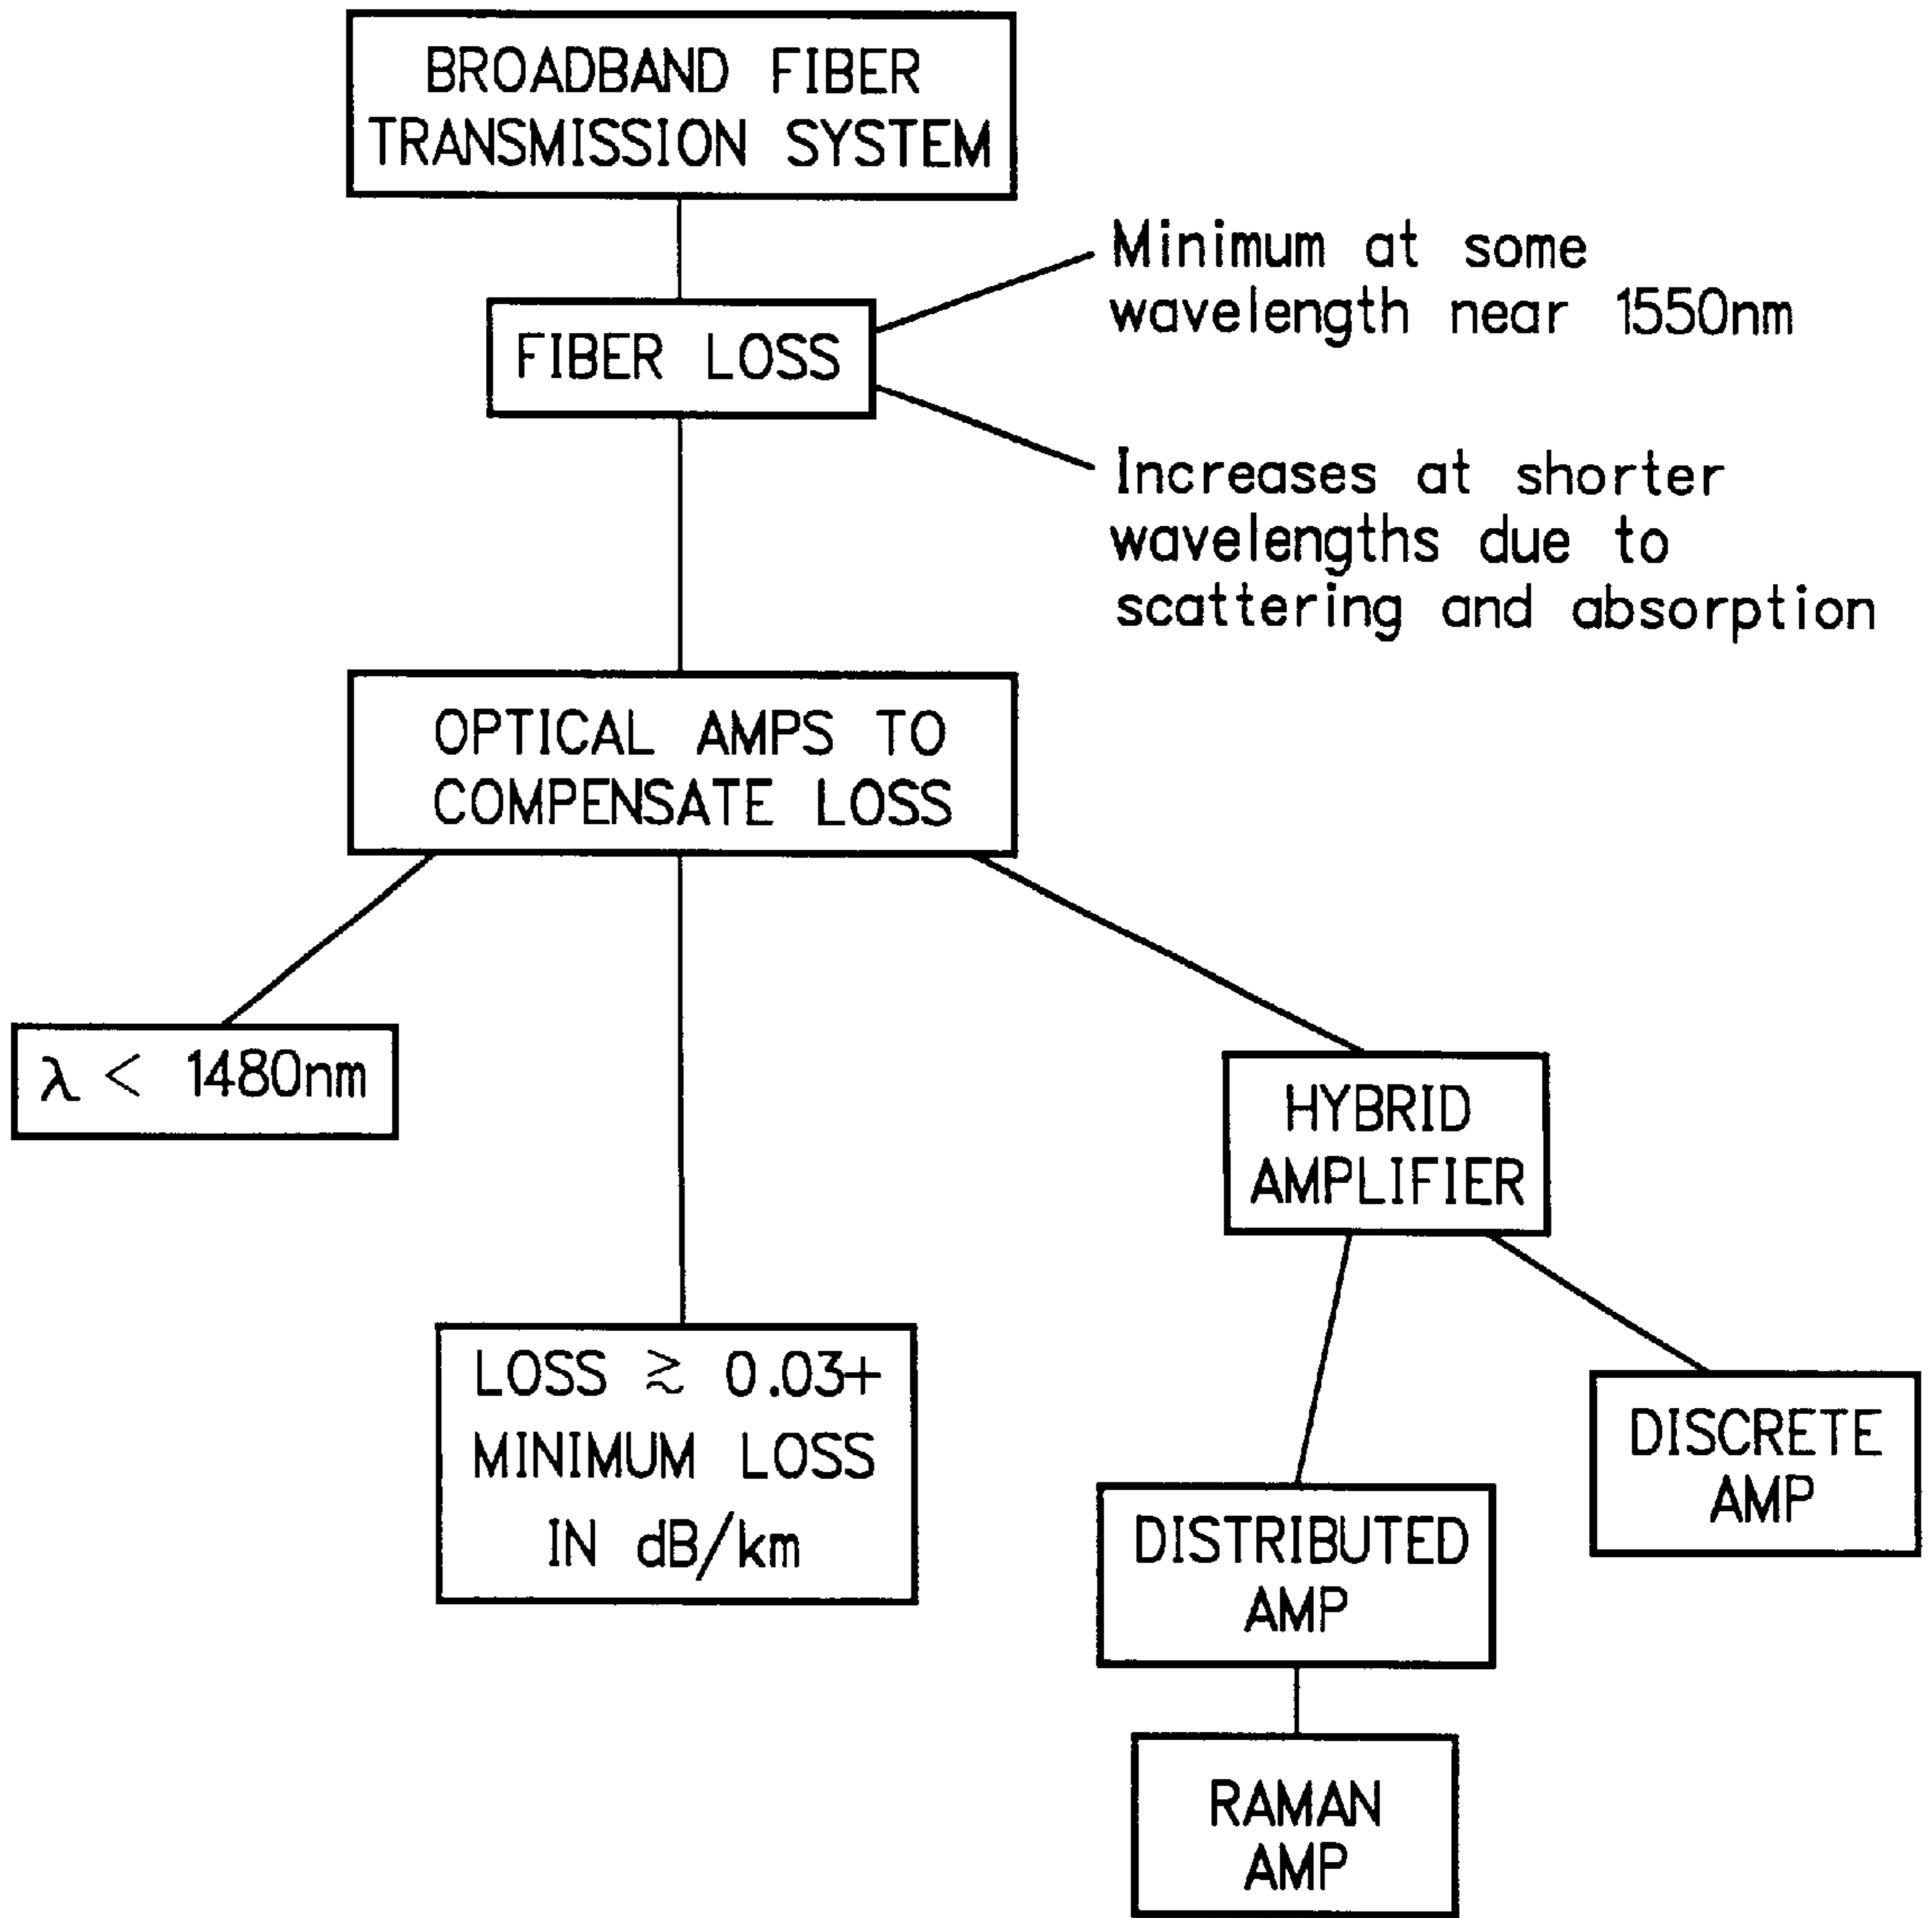 BROADBAND FIBER
TRANSMISSION SYSTEM
Minimum at some
wavelength near 1550nm
FIBER LOSS
Increases at shorter
wavelengths due to
scattering and absorption
OPTICAL AMPS TO
COMPENSATE LOSS
λ < 1480nm
HYBRID
AMPLIFIER
LOSS ≳ 0.03+
MINIMUM LOSS
IN dB/km
DISCRETE
AMP
DISTRIBUTED
AMP
RAMAN
AMP